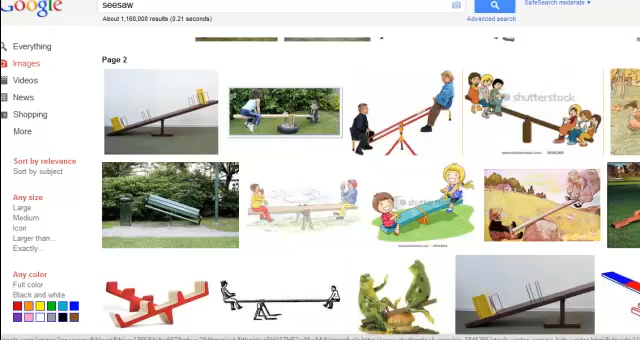 Google
seesaw
SafeSearch moderate ▼
About 1,160,000 results (0.21 seconds)
Advanced search
Everything
Images
Videos
News
Shopping
More
Sort by relevance
Sort by subject
Any size
Large
Medium
Icon
Larger than...
Exactly...
Any color
Full color
Black and white
Page 2
shutterstock
shutterstock